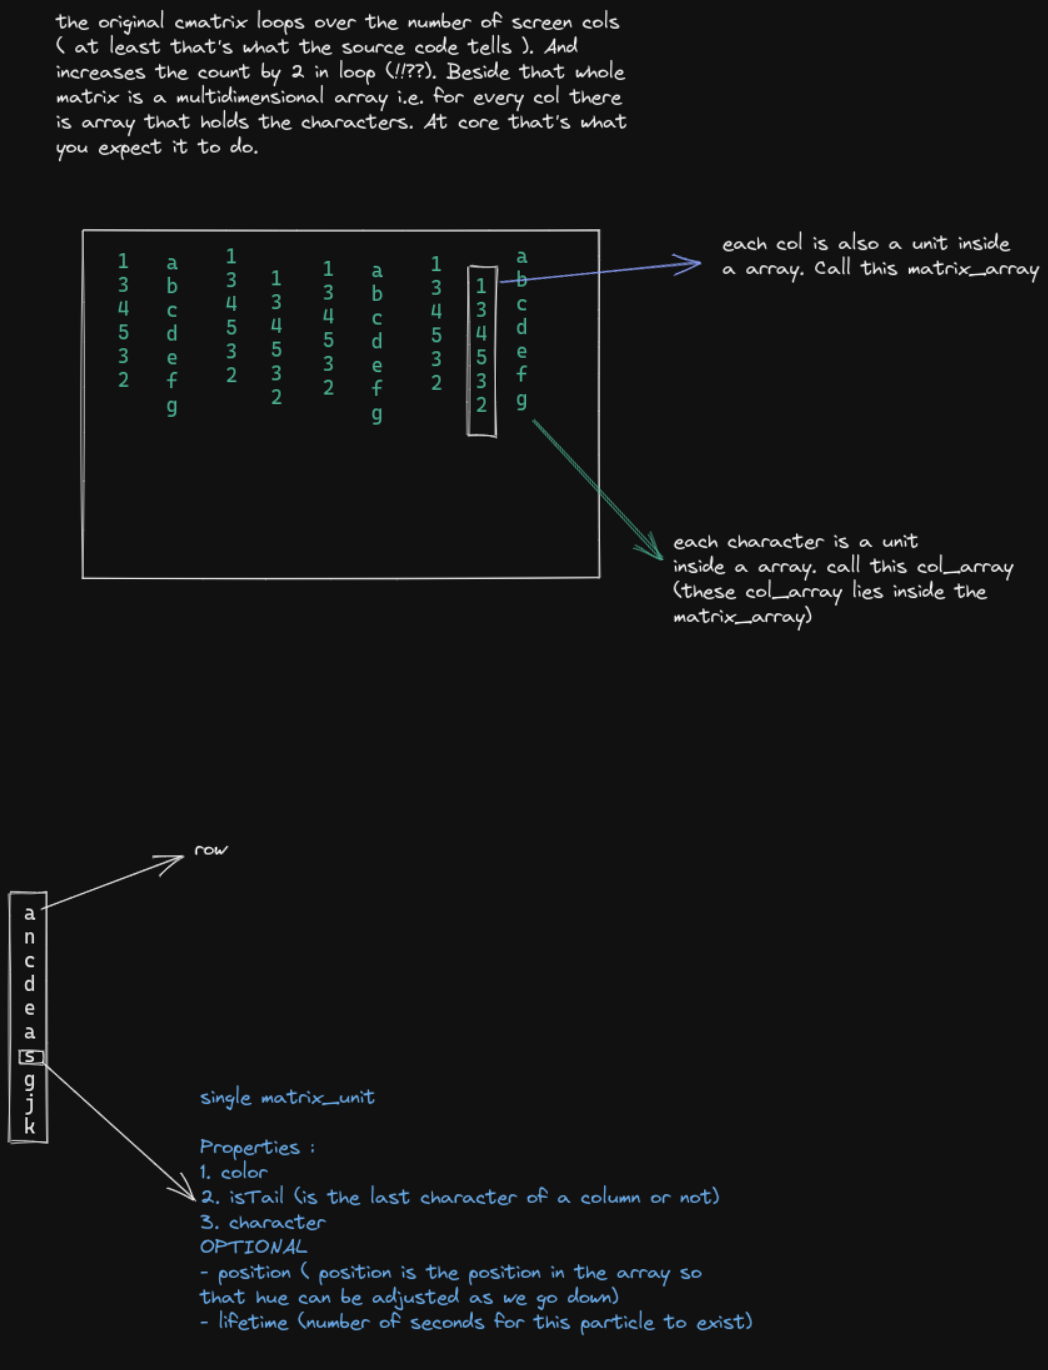 the original cmatrix loops over the number of screen cols
( at least that's what the source code tells ). And
increases the count by 2 in loop (!!??). Beside that whole
matrix is a multidimensional array i.e. for every col there
is array that holds the characters. At core that's what
you expect it to do.
1
3
4
5
3
2
a
b
c
d
e
f
g
1
3
4
5
3
2
1
3
4
5
3
2
1
3
4
5
3
2
a
b
c
d
e
f
g
1
3
4
5
3
2
1
3
4
5
3
2
a
b
c
d
e
f
g
each col is also a unit inside
a array. Call this matrix_array
each character is a unit
inside a array. call this col_array
(these col_array lies inside the
matrix_array)
row
a
n
c
d
e
a
s
g
j
k
single matrix_unit
Properties :
1. color
2. isTail (is the last character of a column or not)
3. character
OPTIONAL
- position ( position is the position in the array so
that hue can be adjusted as we go down)
- lifetime (number of seconds for this particle to exist)